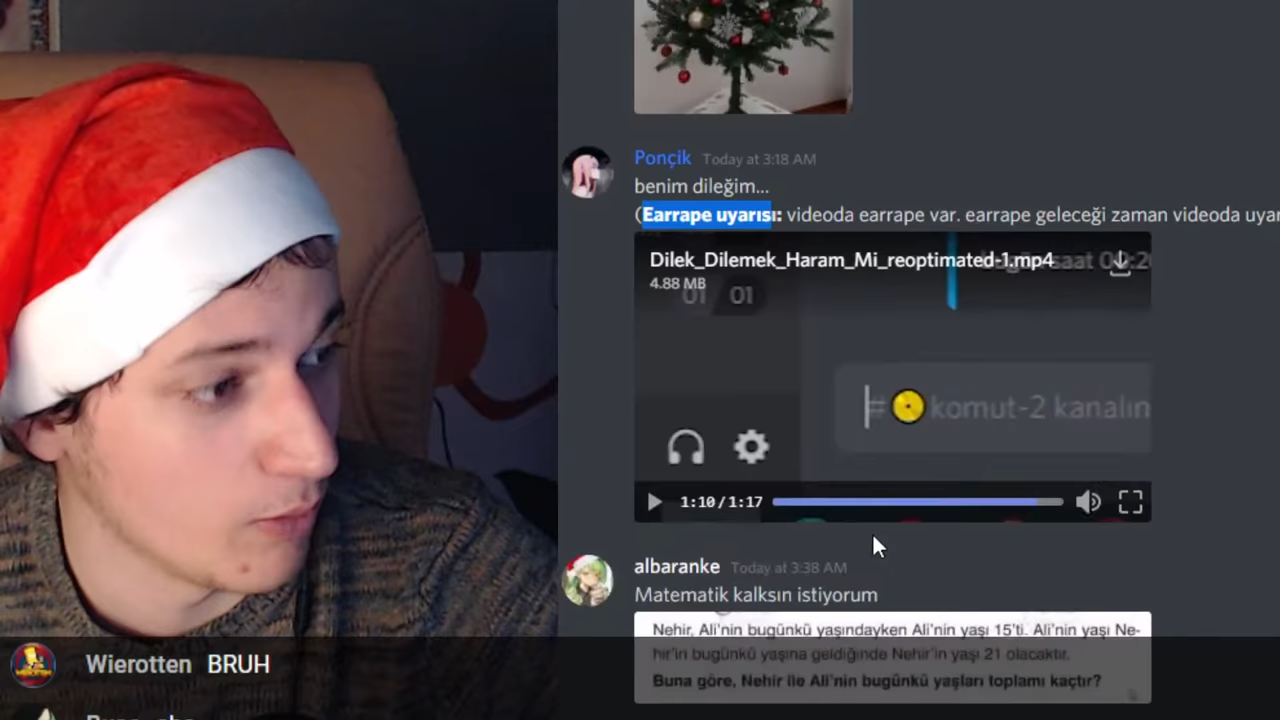 Ponçik Today at 3:18 AM
benim dileğim...
(Earrape uyarısı: videoda earrape var. earrape geleceği zaman videoda
Dilek_Dilemek_Haram_Mi_reoptimated-1.mp4
saat
4.88 MB
01 01
# komut-2
1:10/1:17
albaranke Today at 3:38 AM
Matematik kalksın istiyorum
Nehir, Ali'nin bugünkü yaşındayken Ali'nin yaşı 15'ti. Ali'nin yaşı Ne-
hir'in bugünkü yaşına geldiğinde Nehir'in yaşı 21 olacaktır.
Buna göre, Nehir ile Ali'nin bugünkü yaşları toplamı kaçtır?
Wierotten BRUH